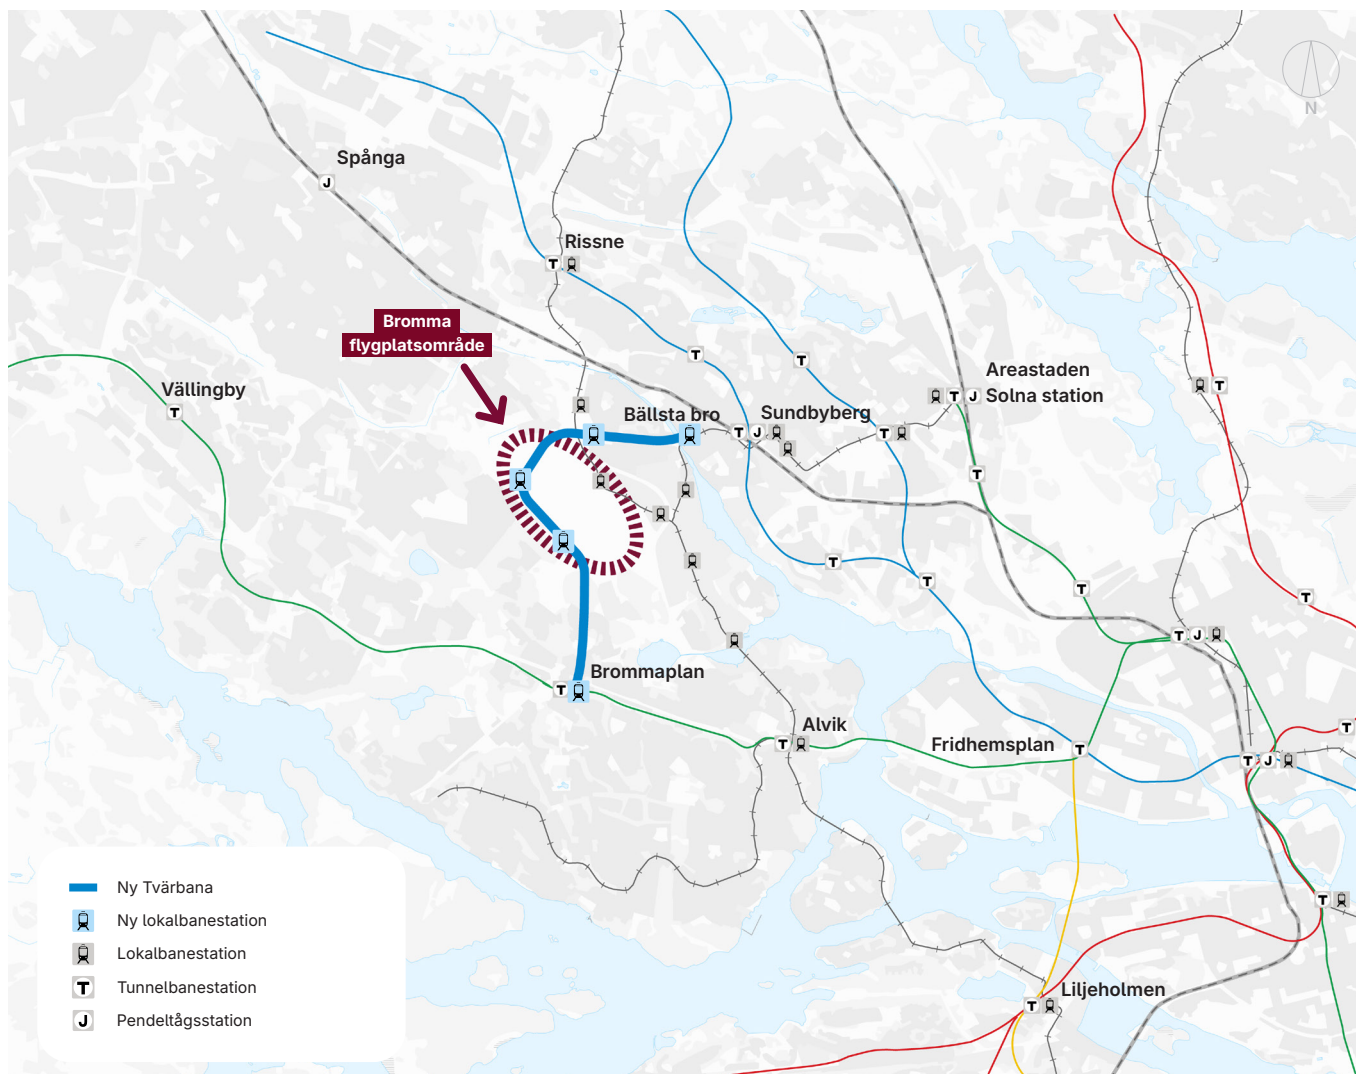 N
Spånga
Rissne
Bromma
flygplatsområde
Areastaden
Solna station
Vällingby
Bällsta bro
Sundbyberg
Brommaplan
Alvik
Fridhemsplan
Liljeholmen
Ny Tvärbana
Ny lokalbanestation
Lokalbanestation
T Tunnelbanestation
J Pendeltågsstation